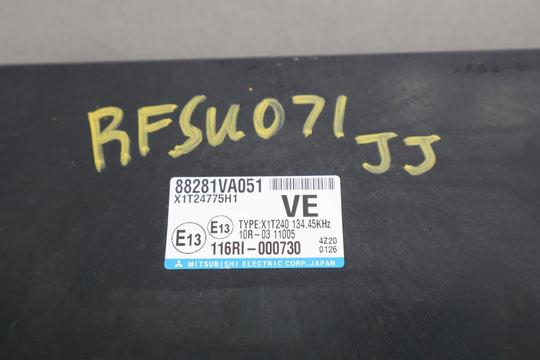 RFSU071
JJ
88281VA051
X1T24775H1
VE
E13
E13
TYPE:X1T240 134.45KHz
10R-03 11005
116RI-000730
4Z20
0126
MITSUBISHI ELECTRIC CORP.,JAPAN